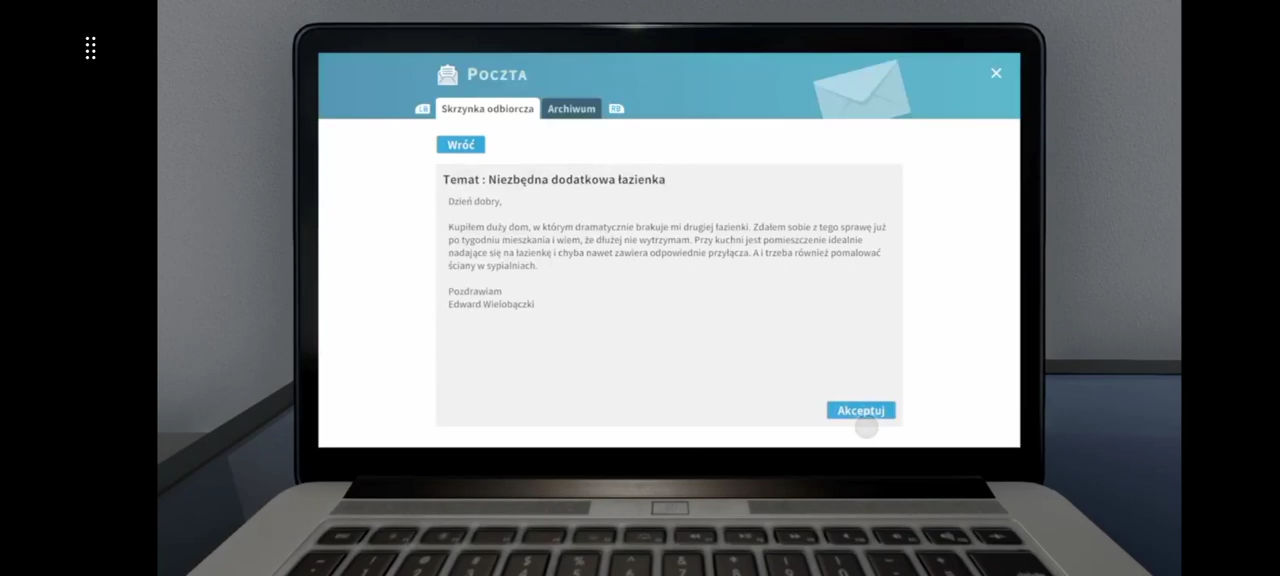 Poczta
LB Skrzynka odbiorcza Archiwum RB
Wróć
Temat : Niezbędna dodatkowa łazienka
Dzień dobry,
Kupiłem duży dom, w którym dramatycznie brakuje mi drugiej łazienki. Zdałem sobie z tego sprawę już
po tygodniu mieszkania i wiem, że dłużej nie wytrzymam. Przy kuchni jest pomieszczenie idealnie
nadające się na łazienkę i chyba nawet zawiera odpowiednie przyłącza. A i trzeba również pomalować
ściany w sypialniach.
Pozdrawiam
Edward Wielobączki
Akceptuj